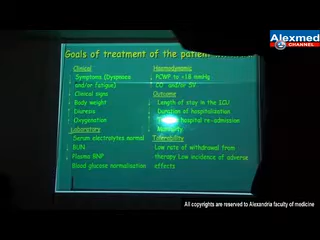 Alexmed
CHANNEL
Goals of treatment of the patient
Clinical
Symptoms (Dyspnea
and/or fatigue)
Clinical signs
Body weight
Diuresis
Oxygenation
Laboratory
Serum electrolytes normal
BUN
Plasma BNP
Blood glucose normalisation
Haemodynamic
PCWP to <18 mmHg
CO and/or SV
Outcome
Length of stay in the ICU
Duration of hospitalization
hospital re-admission
Mortality
Tolerability
Low rate of withdrawal from
therapy Low incidence of adverse
effects
All copyrights are reserved to Alexandria faculty of medicine